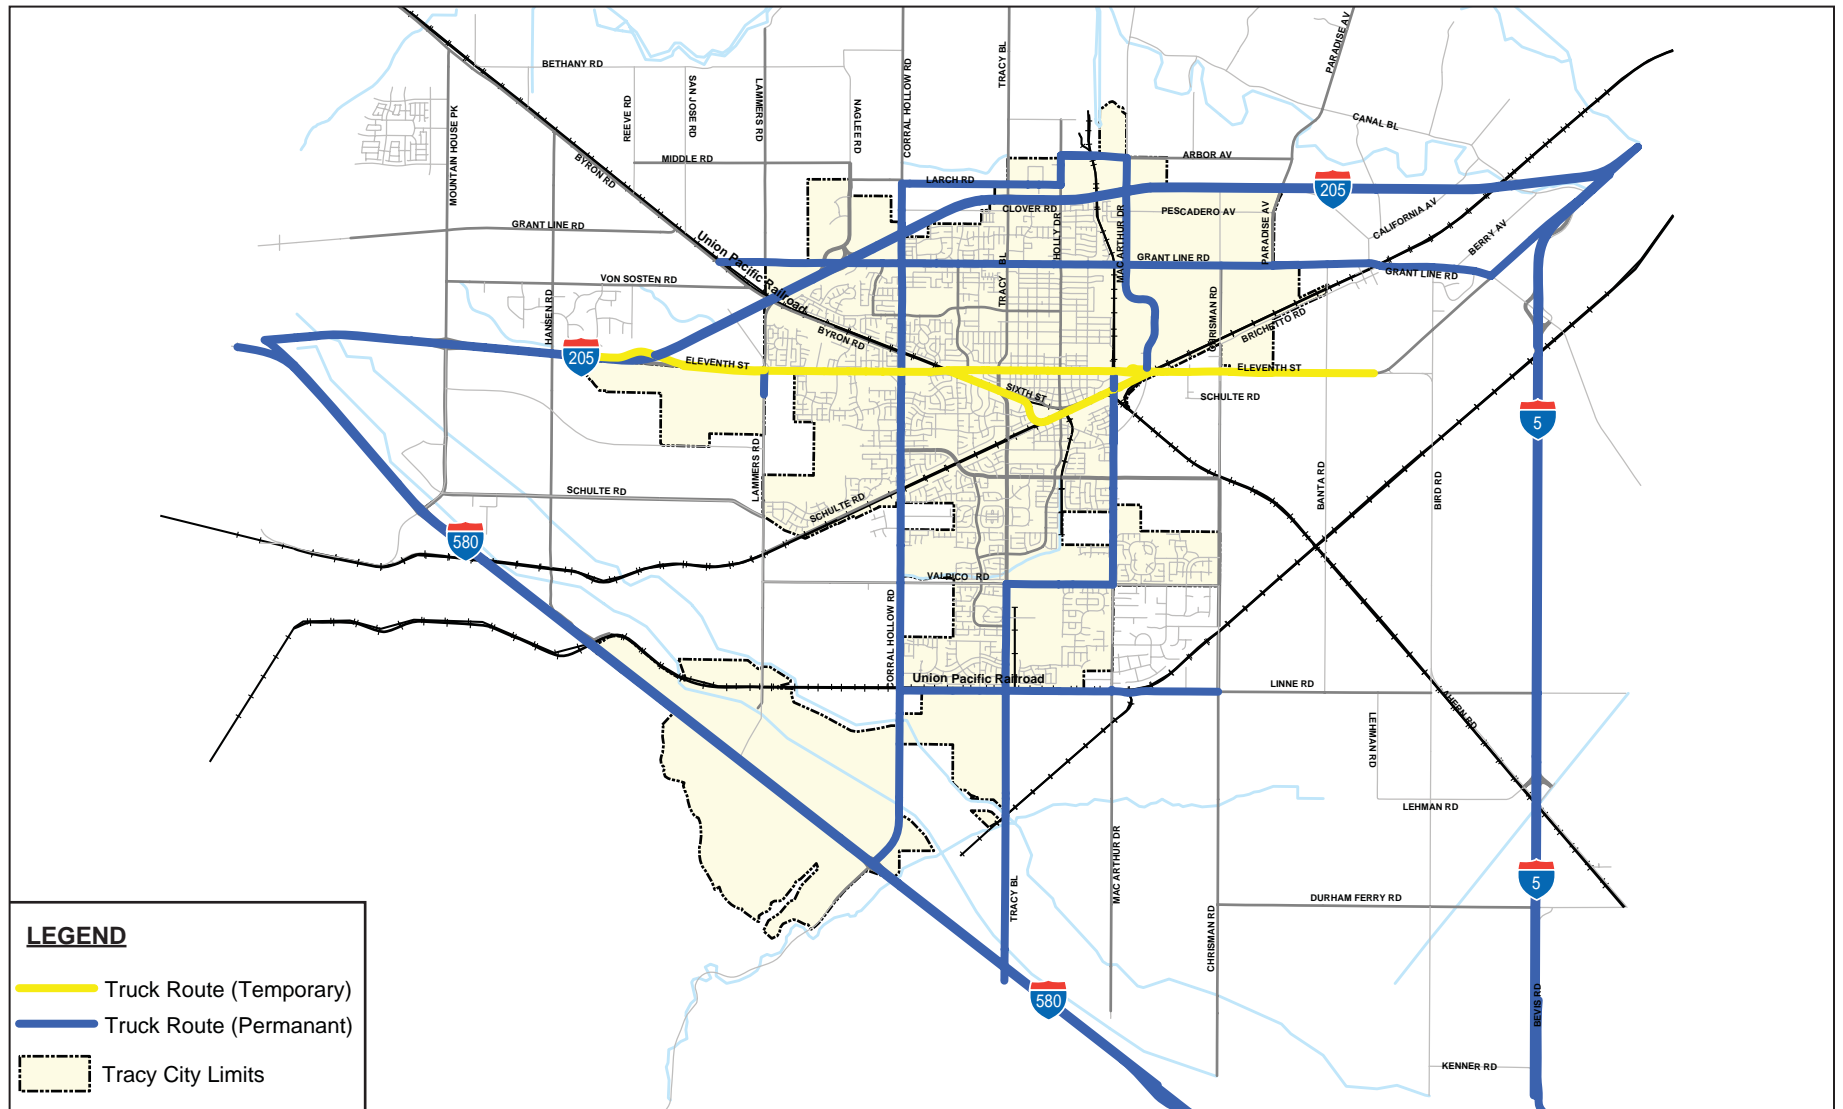 BETHANY RD
MOUNTAIN HOUSE PK
REEVE RD
SAN JOSE RD
LAMMERS RD
NAGLEE RD
CORRAL HOLLOW RD
TRACY BL
PARADISE AV
CANAL BL
BYRON RD
MIDDLE RD
ARBOR AV
LARCH RD
205
CLOVER RD
HOLLY DR
MAC ARTHUR DR
PESCADERO AV
PARADISE AV
CALIFORNIA AV
BERRY AV
GRANT LINE RD
Union Pacific Railroad
TRACY BL
GRANT LINE RD
GRANT LINE RD
VON SOSTEN RD
HANSEN RD
BYRON RD
CHRISMAN RD
BRICHETTO RD
205
ELEVENTH ST
ELEVENTH ST
SIXTH ST
SCHULTE RD
5
LAMMERS RD
SCHULTE RD
SCHULTE RD
BANTA RD
BIRD RD
580
VALPICO RD
CORRAL HOLLOW RD
Union Pacific Railroad
LINNE RD
AHERN RD
LEHMAN RD
LEHMAN RD
TRACY BL
MAC ARTHUR DR
CHRISMAN RD
DURHAM FERRY RD
5
580
BEVIS RD
KENNER RD
LEGEND
Truck Route (Temporary)
Truck Route (Permanant)
Tracy City Limits